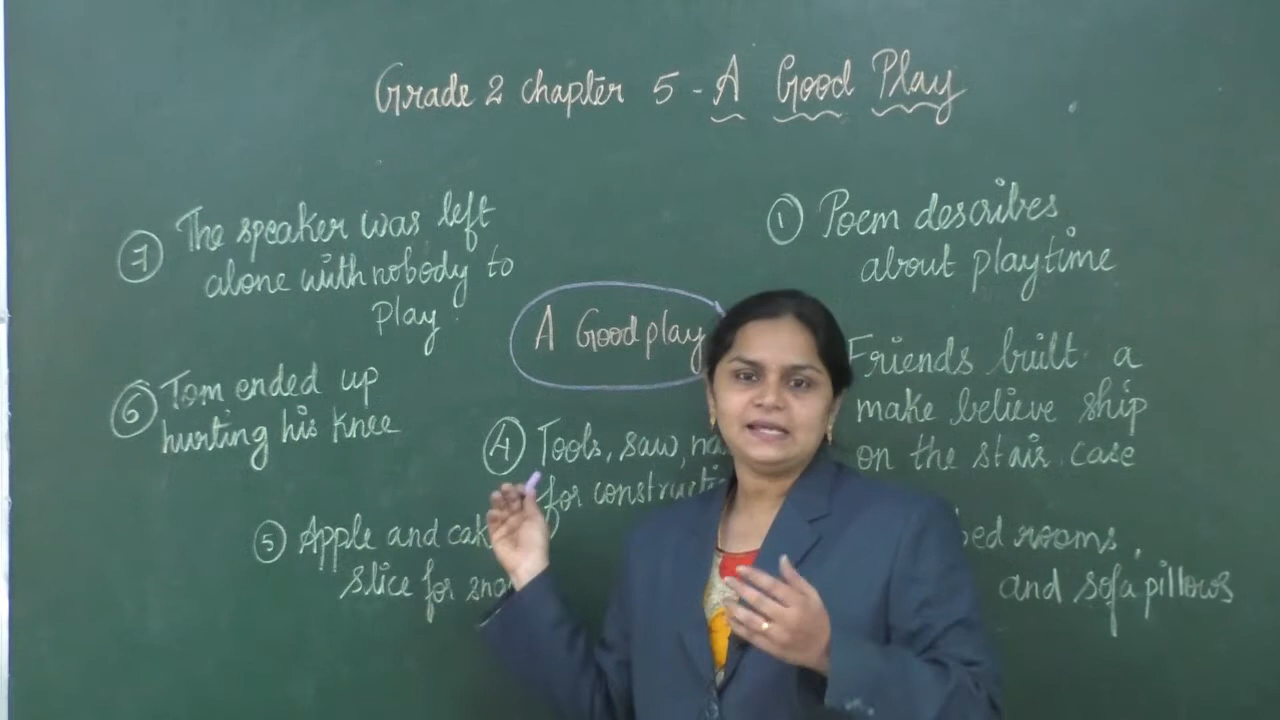 Grade 2 chapter 5 - A Good Play
① Poem describes
about playtime
A Good play
Friends built a
make believe ship
on the stair case
bed rooms,
and sofa pillows
④ Tools, saw,
for
⑤ Apple and
slice for
⑥ Tom ended up
hurting his knee
⑦ The speaker was left
alone with nobody to
Play.